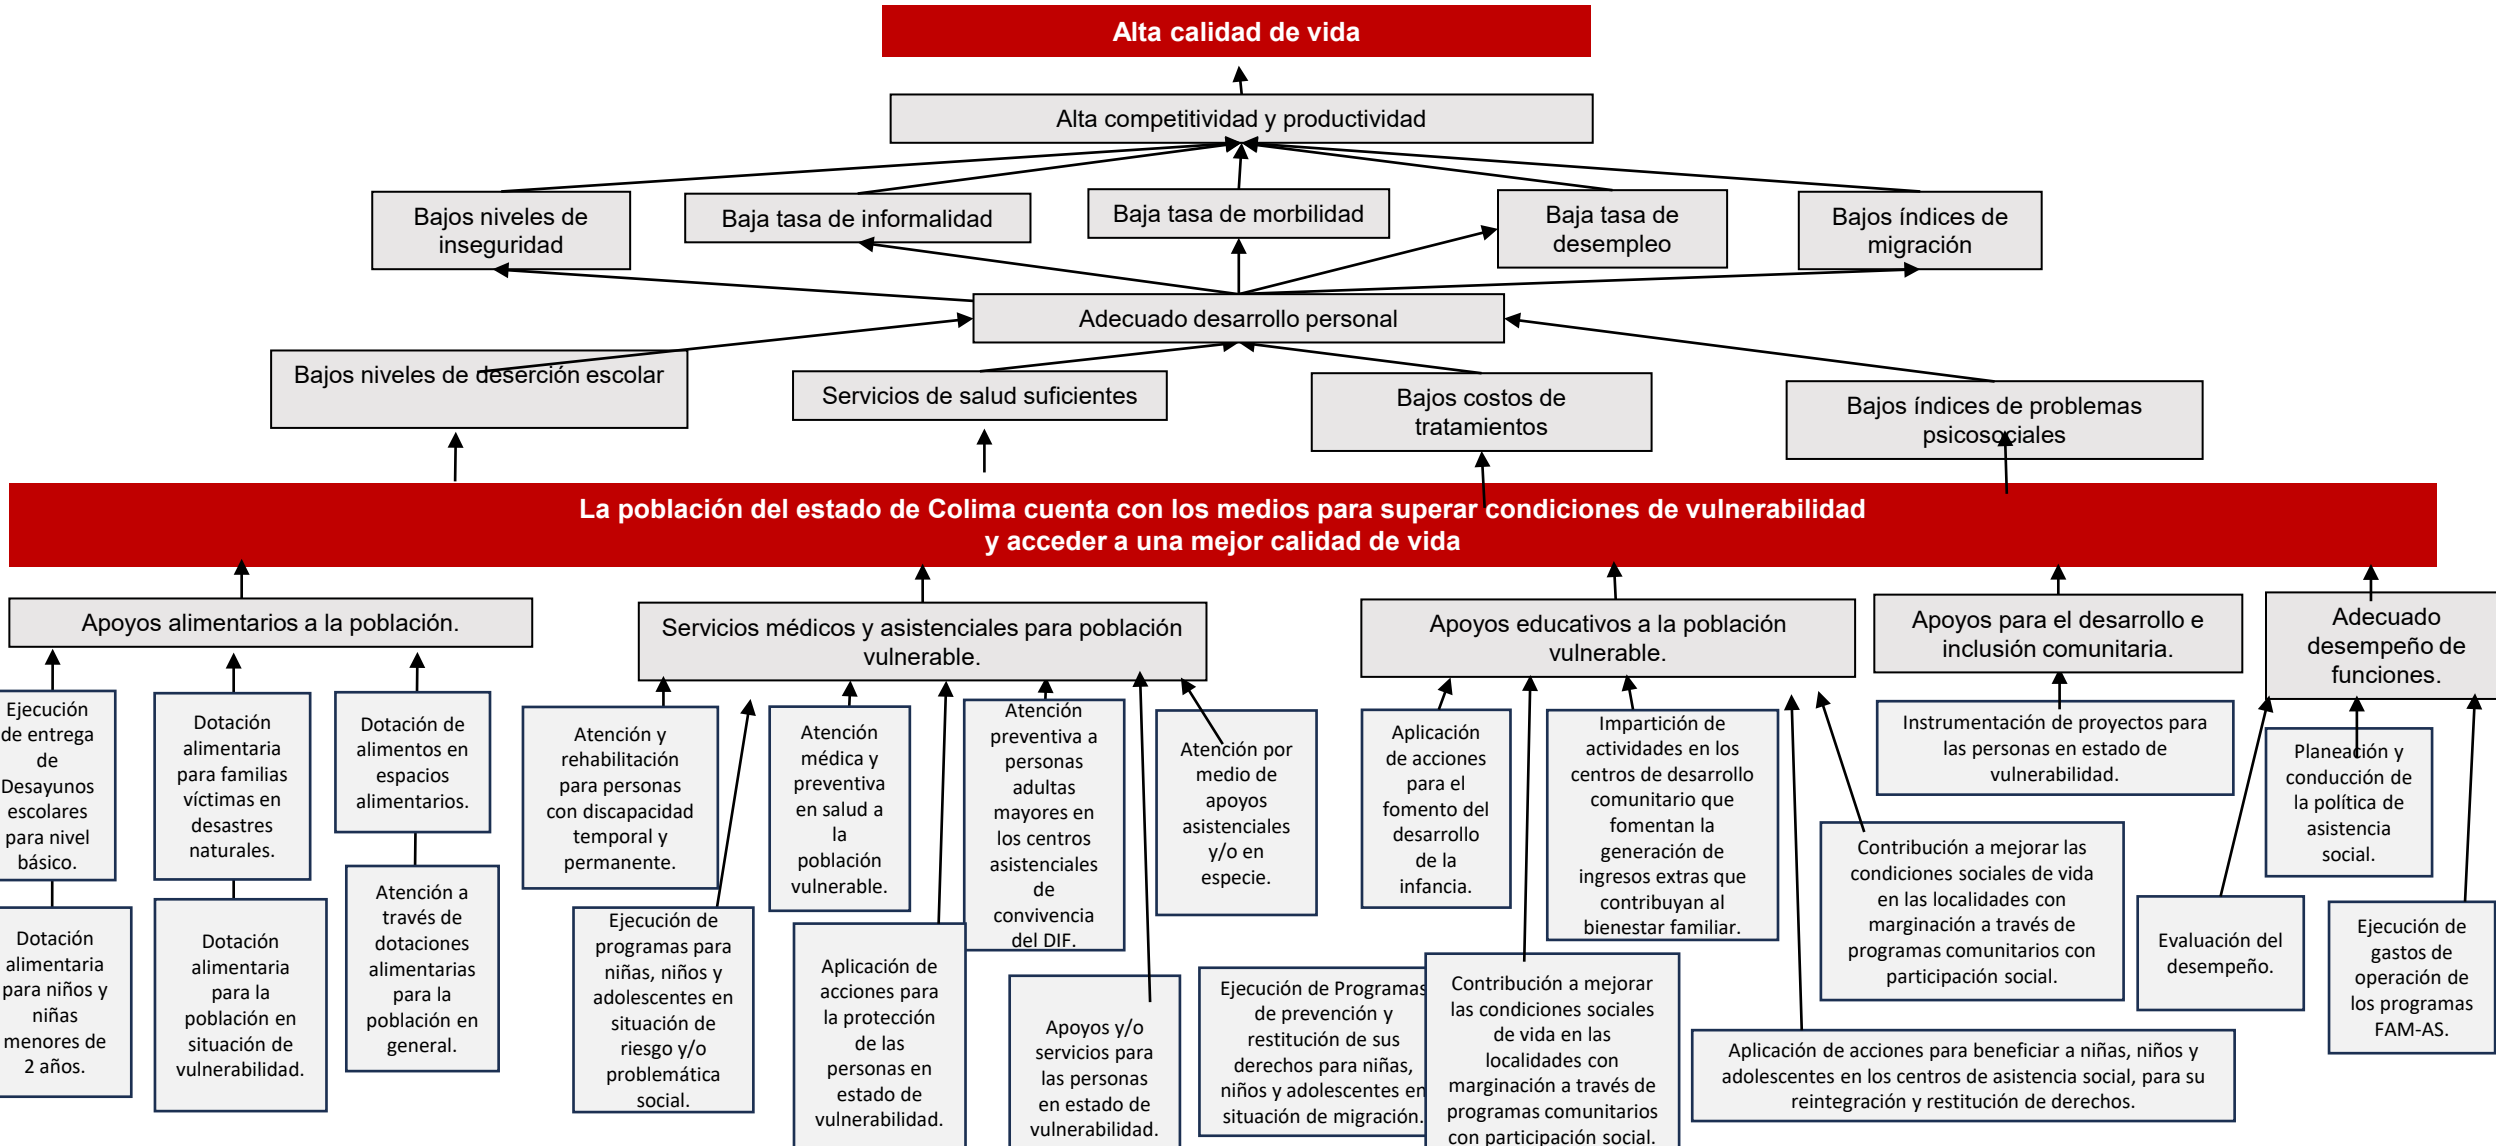 Alta calidad de vida
Alta competitividad y productividad
Bajos niveles de
inseguridad
Baja tasa de informalidad
Baja tasa de morbilidad
Baja tasa de
desempleo
Bajos índices de
migración
Adecuado desarrollo personal
Bajos niveles de deserción escolar
Servicios de salud suficientes
Bajos costos de
tratamientos
Bajos índices de problemas
psicosociales
La población del estado de Colima cuenta con los medios para superar condiciones de vulnerabilidad
y acceder a una mejor calidad de vida
Apoyos alimentarios a la población.
Servicios médicos y asistenciales para población
vulnerable.
Apoyos educativos a la población
vulnerable.
Apoyos para el desarrollo e
inclusión comunitaria.
Adecuado
desempeño de
funciones.
Ejecución
de entrega
de
Desayunos
escolares
para nivel
básico.
Dotación
alimentaria
para familias
víctimas en
desastres
naturales.
Dotación de
alimentos en
espacios
alimentarios.
Atención y
rehabilitación
para personas
con discapacidad
temporal y
permanente.
Atención
médica y
preventiva
en salud a
la
población
vulnerable.
Atención
preventiva a
personas
adultas
mayores en
los centros
asistenciales
de
convivencia
del DIF.
Atención por
medio de
apoyos
asistenciales
y/o en
especie.
Aplicación
de acciones
para el
fomento del
desarrollo
de la
infancia.
Impartición de
actividades en los
centros de desarrollo
comunitario que
fomentan la
generación de
ingresos extras que
contribuyan al
bienestar familiar.
Instrumentación de proyectos para
las personas en estado de
vulnerabilidad.
Planeación y
conducción de
la política de
asistencia
social.
Dotación
alimentaria
para niños y
niñas
menores de
2 años.
Dotación
alimentaria
para la
población en
situación de
vulnerabilidad.
Atención a
través de
dotaciones
alimentarias
para la
población en
general.
Ejecución de
programas para
niñas, niños y
adolescentes en
situación de
riesgo y/o
problemática
social.
Aplicación de
acciones para
la protección
de las
personas en
estado de
vulnerabilidad.
Apoyos y/o
servicios para
las personas
en estado de
vulnerabilidad.
Ejecución de Programas
de prevención y
restitución de sus
derechos para niñas,
niños y adolescentes en
situación de migración.
Contribución a mejorar
las condiciones sociales
de vida en las
localidades con
marginación a través de
programas comunitarios
con participación social.
Contribución a mejorar las
condiciones sociales de vida
en las localidades con
marginación a través de
programas comunitarios con
participación social.
Aplicación de acciones para beneficiar a niñas, niños y
adolescentes en los centros de asistencia social, para su
reintegración y restitución de derechos.
Evaluación del
desempeño.
Ejecución de
gastos de
operación de
los programas
FAM-AS.